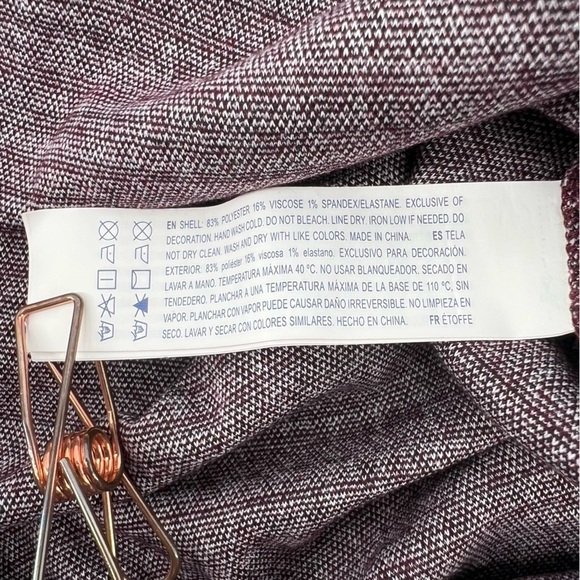 EN SHELL: 83% POLYESTER 16% VISCOSE 1% SPANDEX/ELASTANE. EXCLUSIVE OF
DECORATION. HAND WASH COLD. DO NOT BLEACH. LINE DRY. IRON LOW IF NEEDED. DO
NOT DRY CLEAN. WASH AND DRY WITH LIKE COLORS. MADE IN CHINA. ES TELA
EXTERIOR: 83% poliéster 16% viscosa 1% elastano. EXCLUSIVO PARA DECORACIÓN.
LAVAR A MANO. TEMPERATURA MÁXIMA 40 °C. NO USAR BLANQUEADOR. SECADO EN
TENDEDERO. PLANCHAR A UNA TEMPERATURA MÁXIMA DE LA BASE DE 110 °C, SIN
VAPOR. PLANCHAR CON VAPOR PUEDE CAUSAR DAÑO IRREVERSIBLE. NO LIMPIEZA EN
SECO. LAVAR Y SECAR CON COLORES SIMILARES. HECHO EN CHINA. FR ÉTOFFE